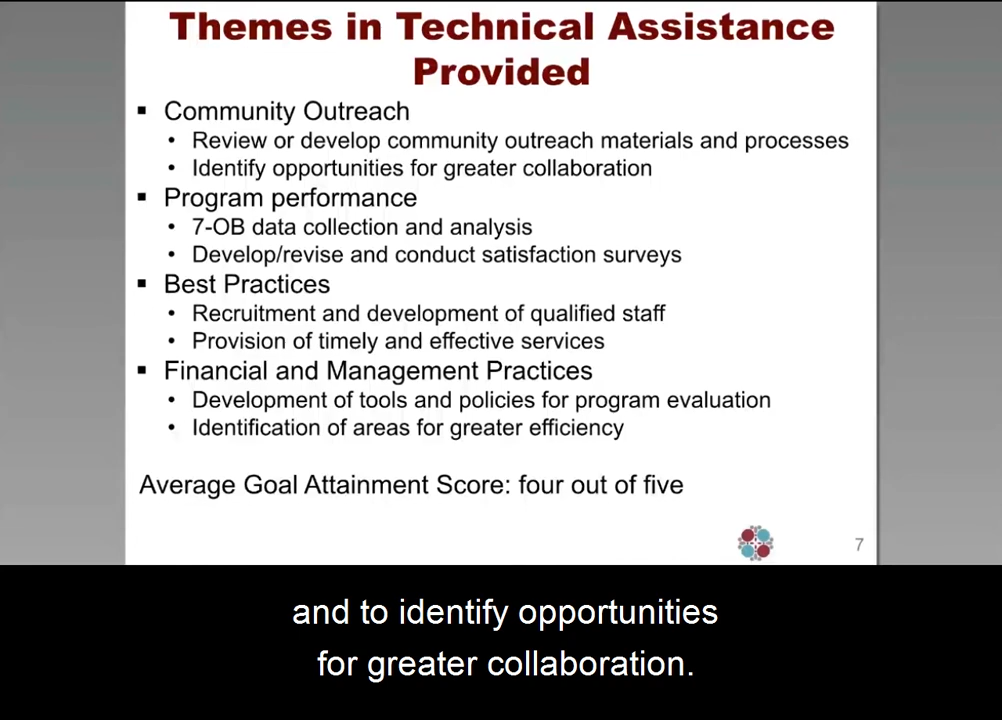 Themes in Technical Assistance
Provided
▪ Community Outreach
• Review or develop community outreach materials and processes
• Identify opportunities for greater collaboration
▪ Program performance
• 7-OB data collection and analysis
• Develop/revise and conduct satisfaction surveys
▪ Best Practices
• Recruitment and development of qualified staff
• Provision of timely and effective services
▪ Financial and Management Practices
• Development of tools and policies for program evaluation
• Identification of areas for greater efficiency
Average Goal Attainment Score: four out of five
7
and to identify opportunities
for greater collaboration.